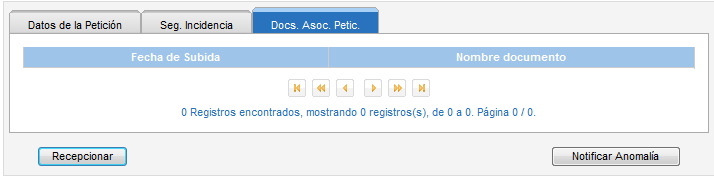 Datos de la Petición Seg. Incidencia Docs. Asoc. Petic.
Fecha de Subida Nombre documento
0 Registros encontrados, mostrando 0 registros(s), de 0 a 0. Página 0 / 0.
Recepcionar Notificar Anomalía